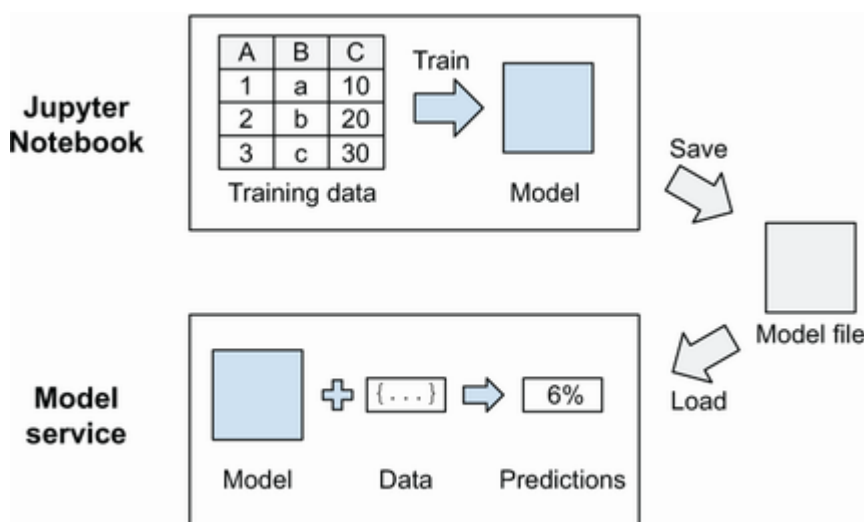 Jupyter
Notebook
A B C
1 a 10
2 b 20
3 c 30
Training data
Train
Model
Save
Model file
Load
Model
service
{...}
6%
Model
Data
Predictions